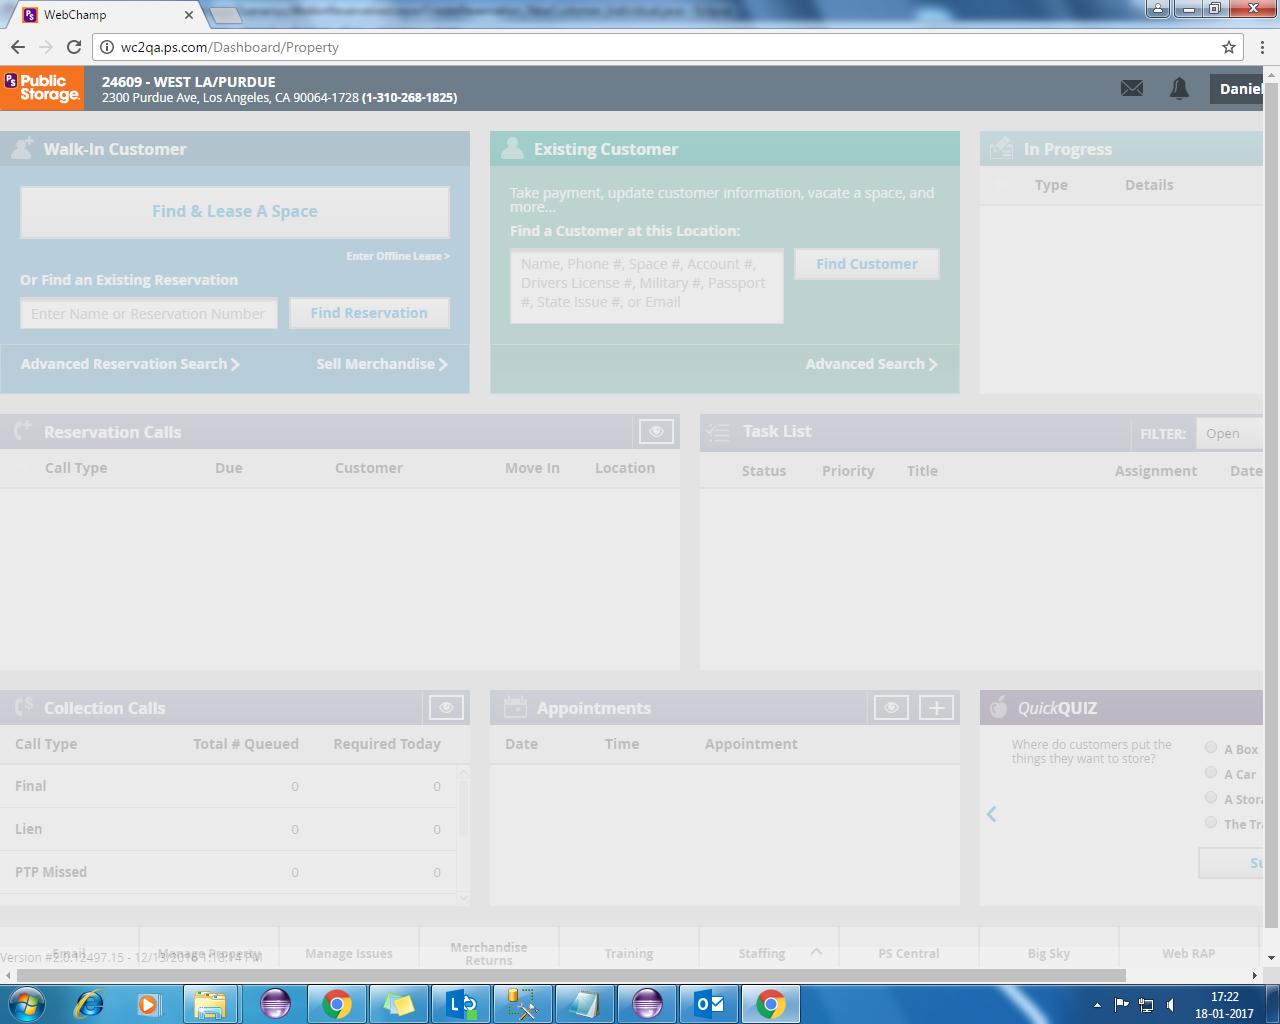 WebChamp
wc2qa.ps.com/Dashboard/Property
PS Public
Storage.
24609 - WEST LA/PURDUE
2300 Purdue Ave, Los Angeles, CA 90064-1728 (1-310-268-1825)
Daniel
Walk-In Customer
Find & Lease A Space
Enter Offline Lease >
Or Find an Existing Reservation
Enter Name or Reservation Number
Find Reservation
Advanced Reservation Search
Sell Merchandise
Existing Customer
Take payment, update customer information, vacate a space, and
more...
Find a Customer at this Location:
Name, Phone #, Space #, Account #,
Drivers License #, Military #, Passport
#, State Issue #, or Email
Find Customer
Advanced Search
In Progress
Type Details
Reservation Calls
Call Type Due Customer Move In Location
Task List
FILTER: Open
Status Priority Title Assignment Date
Collection Calls
Call Type Total # Queued Required Today
Final 0 0
Lien 0 0
PTP Missed 0 0
Appointments
Date Time Appointment
QuickQUIZ
Where do customers put the
things they want to store?
A Box
A Car
A Stora
The Tra
Su
Email
Manage Property
Manage Issues
Merchandise
Returns
Training
Staffing
PS Central
Big Sky
Web RAP
Version #2.0.12497.15 - 12/13/2016 1:18:14 PM
17:22
18-01-2017